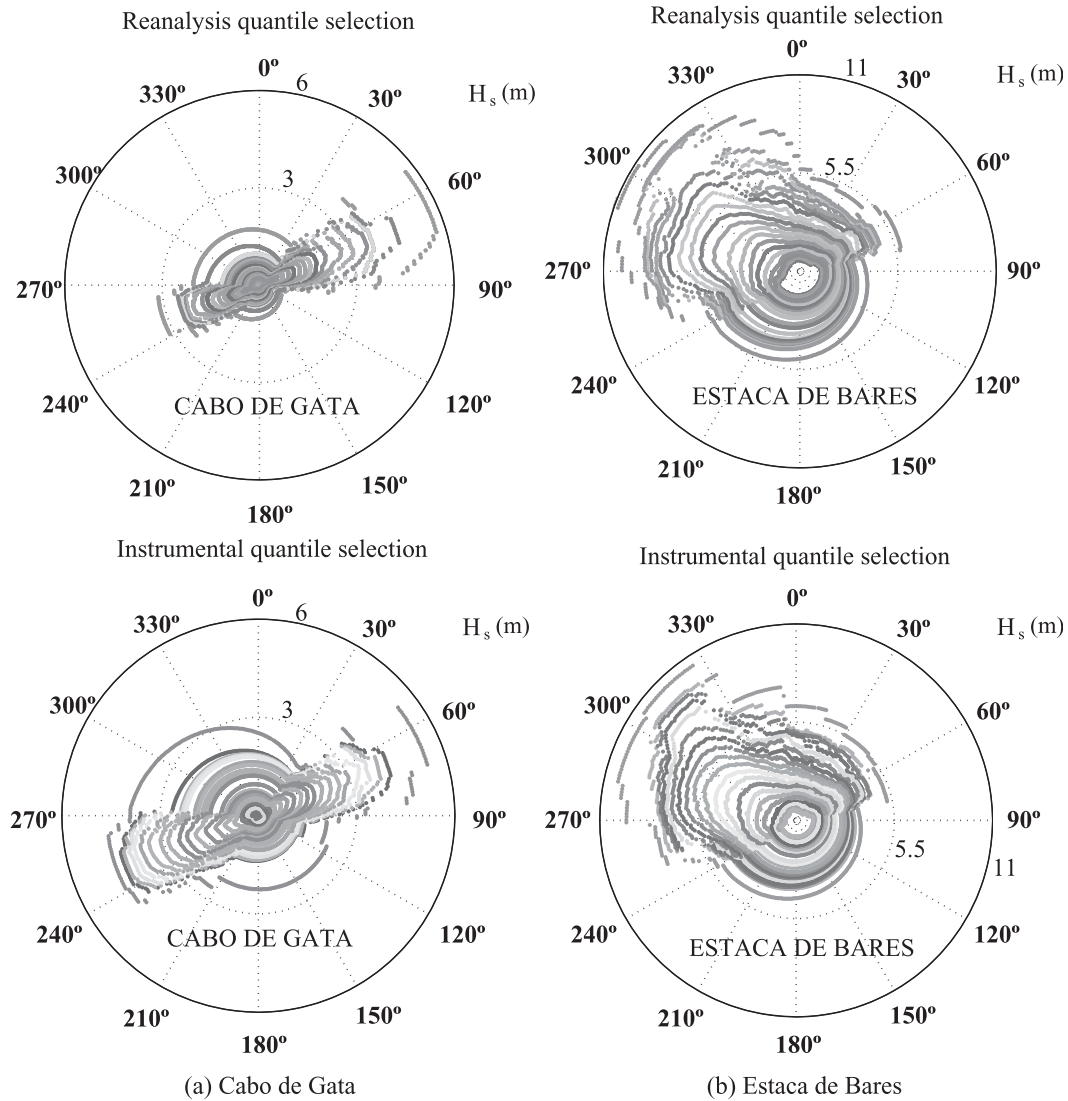 Reanalysis quantile selection
0º
6
30º
Hs (m)
60º
3
90º
120º
150º
180º
210º
240º
270º
300º
330º
CABO DE GATA
Reanalysis quantile selection
0º
11
30º
Hs (m)
60º
5.5
90º
120º
150º
180º
210º
240º
270º
300º
330º
ESTACA DE BARES
Instrumental quantile selection
0º
6
30º
Hs (m)
60º
3
90º
120º
150º
180º
210º
240º
270º
300º
330º
CABO DE GATA
(a) Cabo de Gata
Instrumental quantile selection
0º
30º
Hs (m)
60º
90º
5.5
11
120º
150º
180º
210º
240º
270º
300º
330º
ESTACA DE BARES
(b) Estaca de Bares